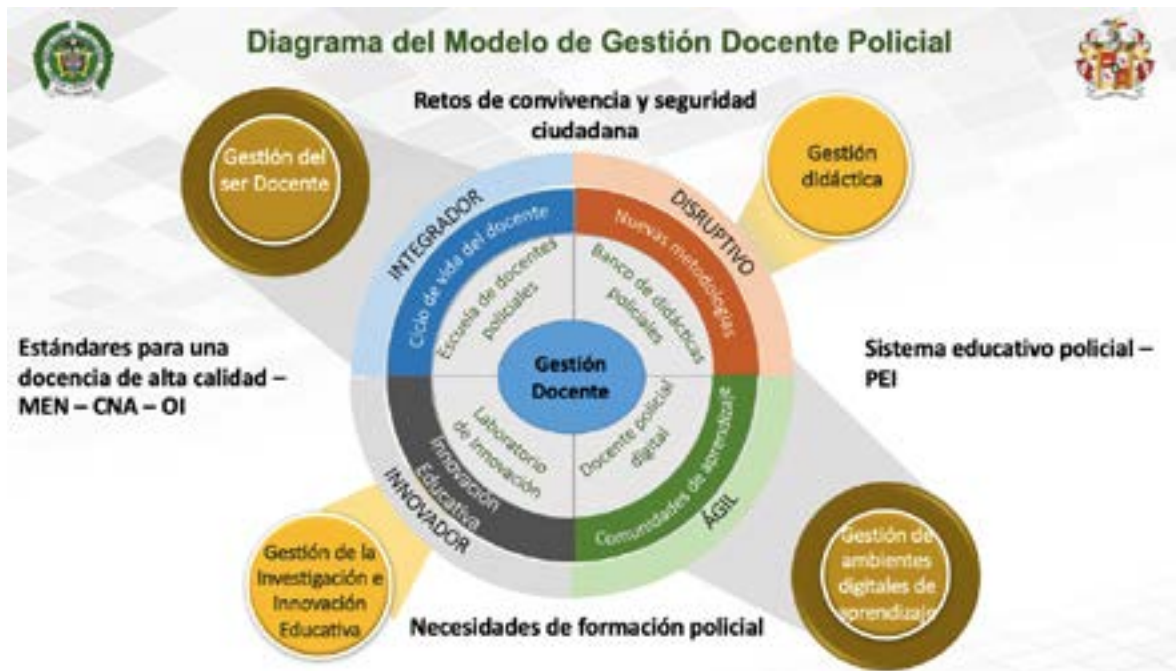 Diagrama del Modelo de Gestión Docente Policial
Retos de convivencia y seguridad
ciudadana
Gestión del
ser Docente
Gestión
didáctica
INTEGRADOR
DISRUPTIVO
Ciclo de vida del docente
Nuevas metodologías
Escuela de docentes
policiales
Banco de didácticas
policiales
Estándares para una
docencia de alta calidad –
MEN – CNA – OI
Gestión
Docente
Sistema educativo policial –
PEI
Laboratorio
de Innovación
Docente policial
digital
Innovación
Educativa
Comunidades de aprendizaje
INNOVADOR
ÁGIL
Gestión de la
Investigación e
Innovación
Educativa
Gestión de
ambientes
digitales de
aprendizaje
Necesidades de formación policial